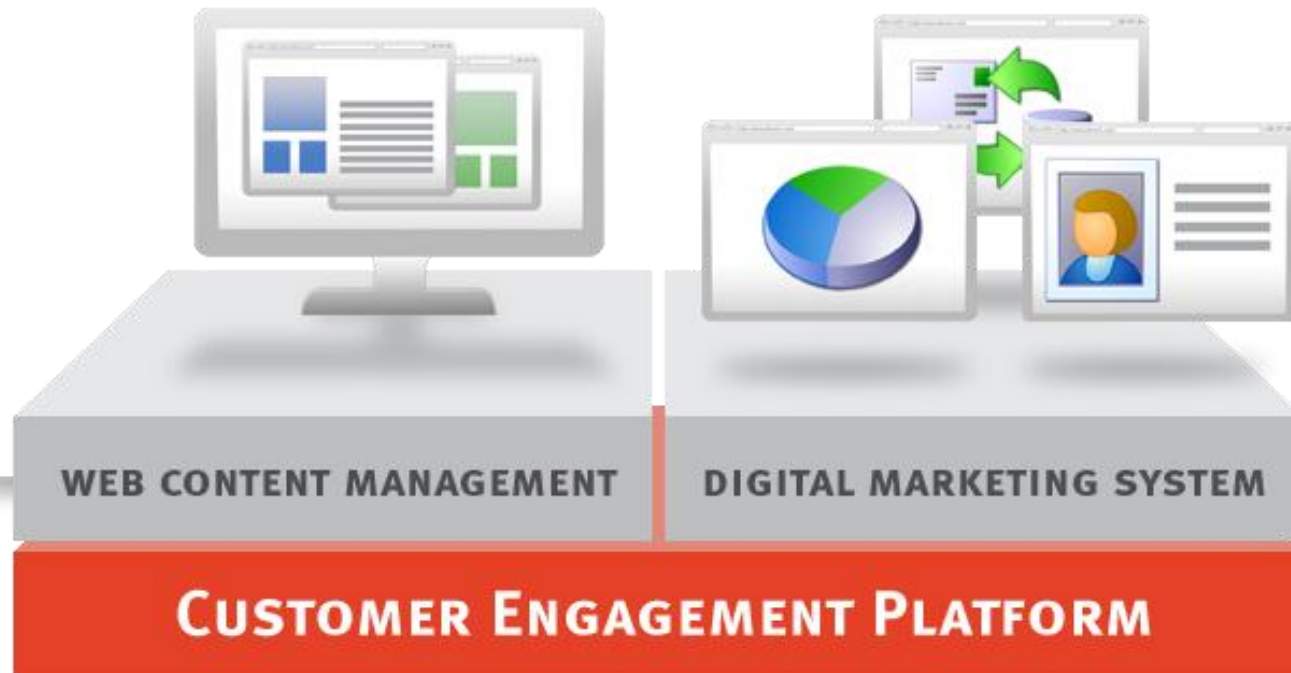 WEB CONTENT MANAGEMENT
DIGITAL MARKETING SYSTEM
CUSTOMER ENGAGEMENT PLATFORM